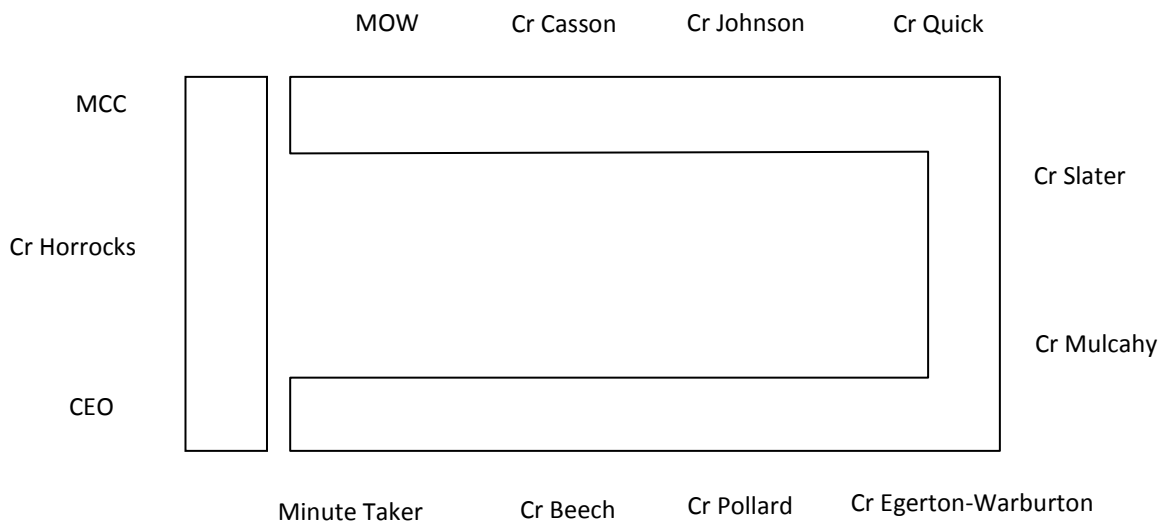 MOW Cr Casson Cr Johnson Cr Quick
MCC
Cr Slater
Cr Horrocks
Cr Mulcahy
CEO
Minute Taker Cr Beech Cr Pollard Cr Egerton-Warburton